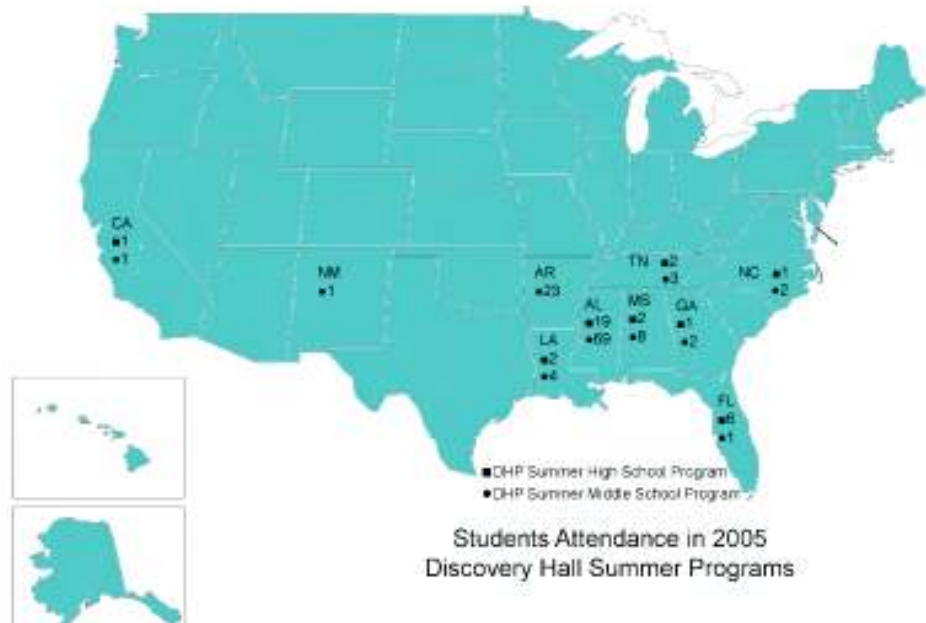 CA
■1
●1
NM
●1
AR
●23
TN
■2
●3
NC
■1
●2
AL
■19
●69
MS
■2
●8
GA
■1
●2
LA
■2
●4
FL
■6
●1
■DHP Summer High School Program
●DHP Summer Middle School Program
Students Attendance in 2005
Discovery Hall Summer Programs